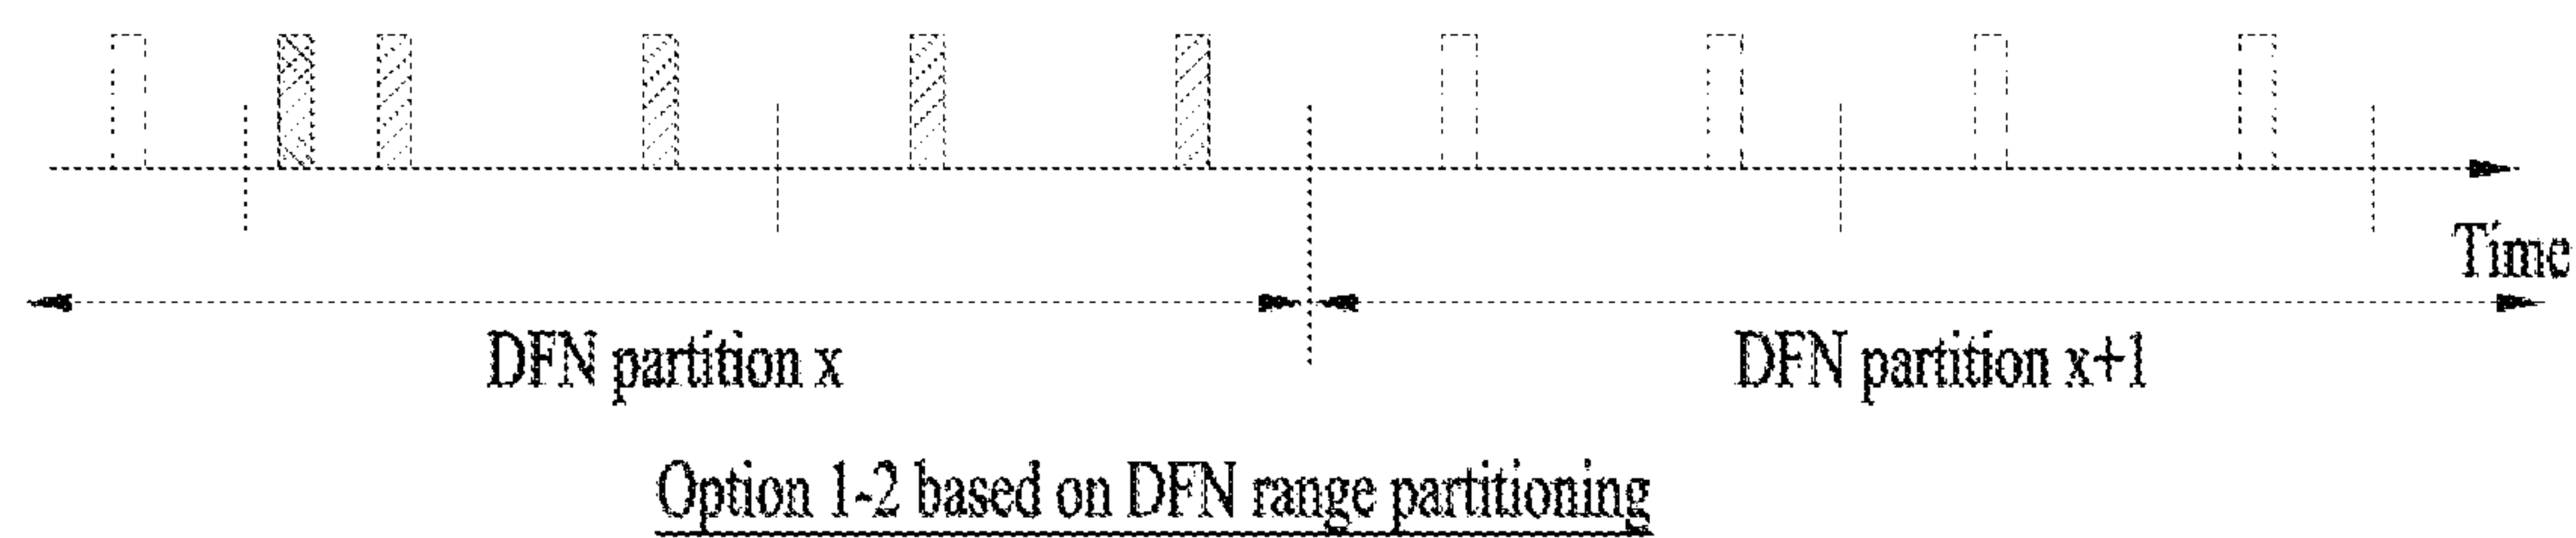 Time
DFN partition x
DFN partition x+1
Option 1-2 based on DFN range partitioning